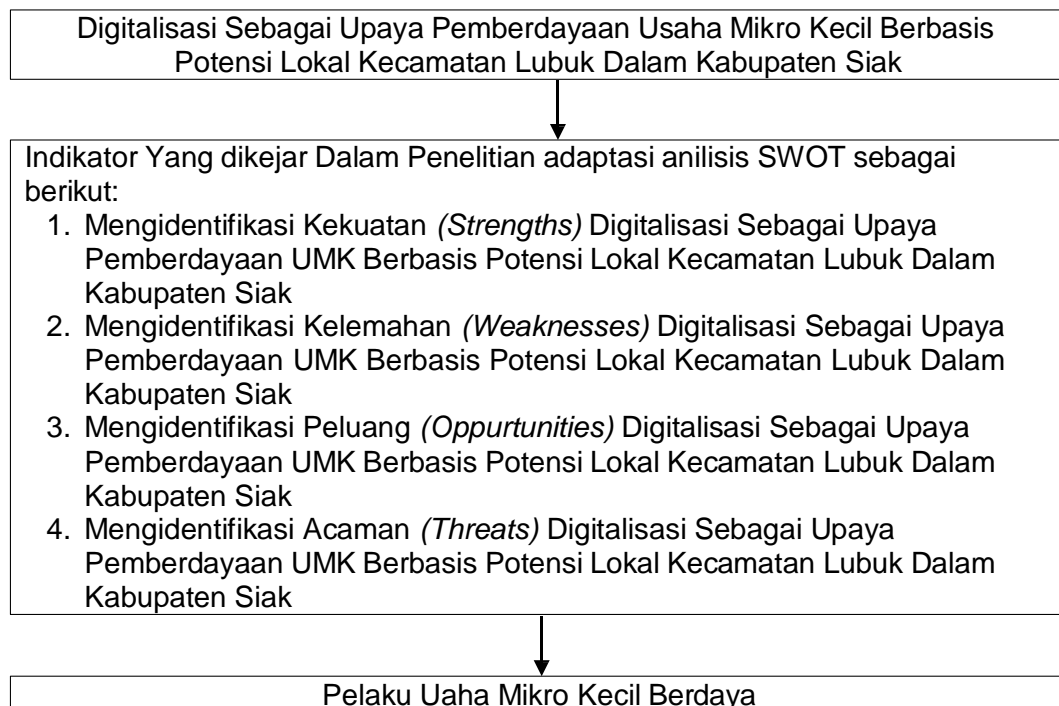 Digitalisasi Sebagai Upaya Pemberdayaan Usaha Mikro Kecil Berbasis
Potensi Lokal Kecamatan Lubuk Dalam Kabupaten Siak
Indikator Yang dikejar Dalam Penelitian adaptasi anilisis SWOT sebagai
berikut:
1. Mengidentifikasi Kekuatan (Strengths) Digitalisasi Sebagai Upaya
Pemberdayaan UMK Berbasis Potensi Lokal Kecamatan Lubuk Dalam
Kabupaten Siak
2. Mengidentifikasi Kelemahan (Weaknesses) Digitalisasi Sebagai Upaya
Pemberdayaan UMK Berbasis Potensi Lokal Kecamatan Lubuk Dalam
Kabupaten Siak
3. Mengidentifikasi Peluang (Oppurtunities) Digitalisasi Sebagai Upaya
Pemberdayaan UMK Berbasis Potensi Lokal Kecamatan Lubuk Dalam
Kabupaten Siak
4. Mengidentifikasi Acaman (Threats) Digitalisasi Sebagai Upaya
Pemberdayaan UMK Berbasis Potensi Lokal Kecamatan Lubuk Dalam
Kabupaten Siak
Pelaku Uaha Mikro Kecil Berdaya